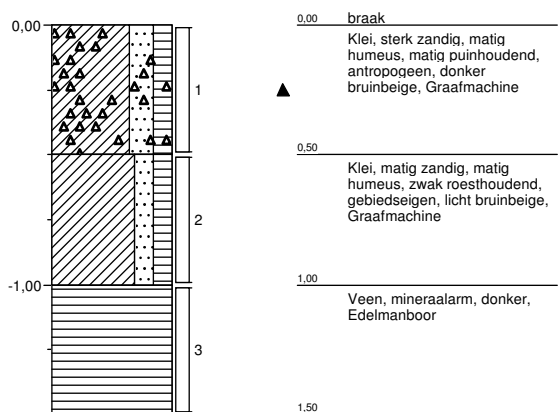 0,00
0,00
braak
Klei, sterk zandig, matig
humeus, matig puinhoudend,
antropogeen, donker
bruinbeige, Graafmachine
1
0,50
Klei, matig zandig, matig
humeus, zwak roesthoudend,
gebiedseigen, licht bruinbeige,
Graafmachine
2
-1,00
1,00
Veen, mineraalarm, donker,
Edelmanboor
3
1,50